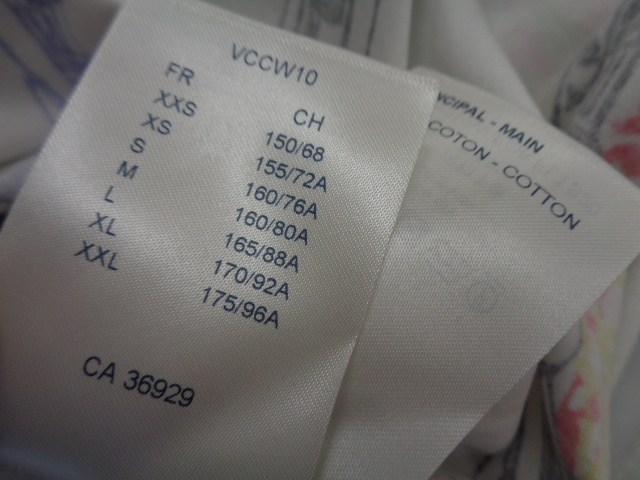 VCCW10
FR CH
XXS 150/68
XS 155/72A
S 160/76A
M 160/80A
L 165/88A
XL 170/92A
XXL 175/96A
CA 36929
NCIPAL - MAIN
COTON - COTTON